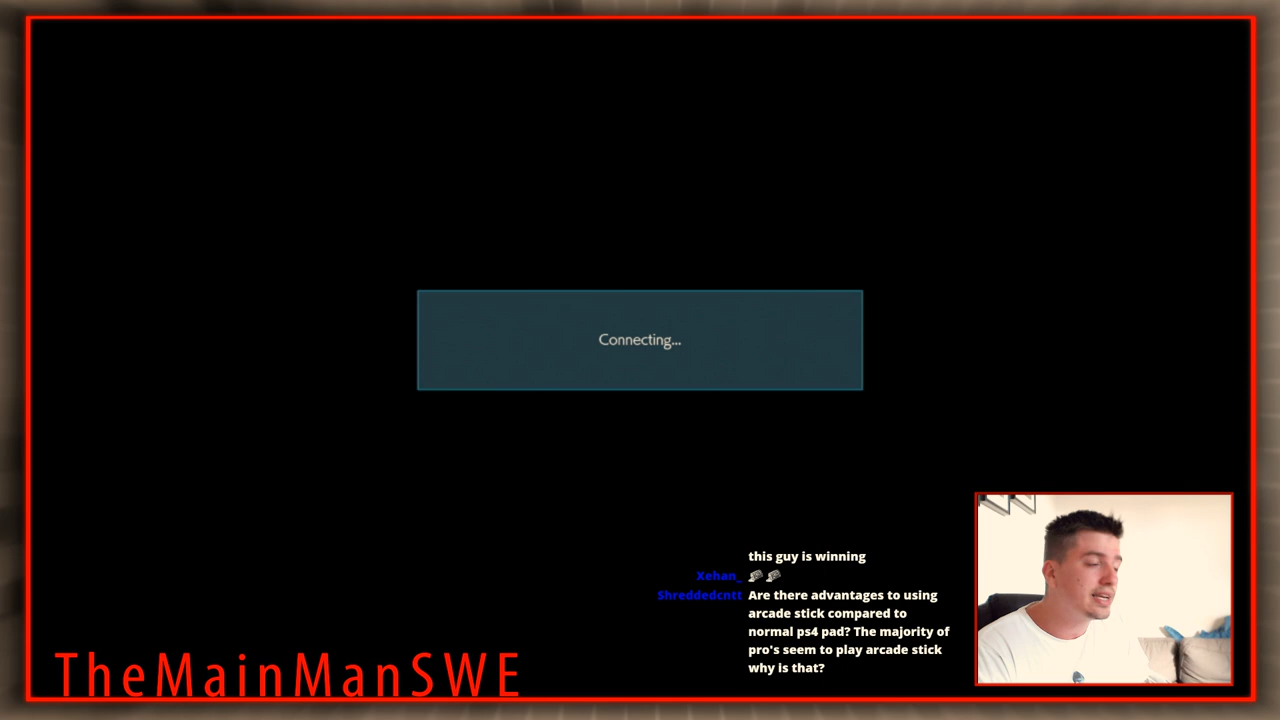 Connecting...
this guy is winning
Xehan_
Shreddedcntt Are there advantages to using
arcade stick compared to
normal ps4 pad? The majority of
pro's seem to play arcade stick
why is that?
TheMainManSWE